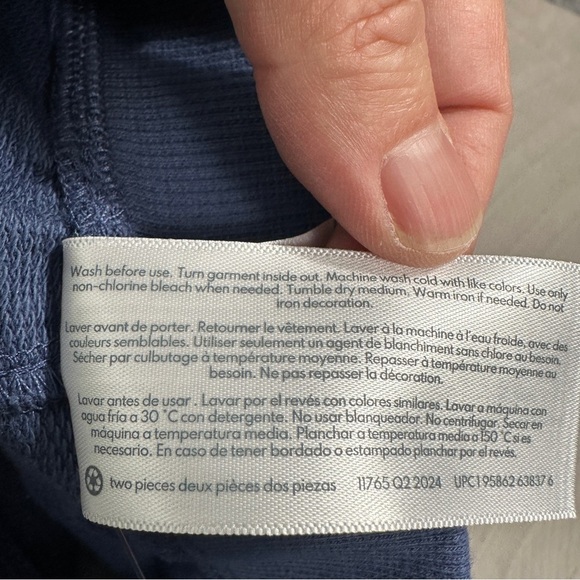 Wash before use. Turn garment inside out. Machine wash cold with like colors. Use only
non-chlorine bleach when needed. Tumble dry medium. Warm iron if needed. Do not
iron decoration.
Laver avant de porter. Retourner le vêtement. Laver à la machine à l'eau froide, avec des
couleurs semblables. Utiliser seulement un agent de blanchiment sans chlore au besoin.
Sécher par culbutage à température moyenne. Repasser à température moyenne au
besoin. Ne pas repasser la décoration.
Lavar antes de usar . Lavar por el revés con colores similares. Lavar a máquina con
agua fría a 30 °C con detergente. No usar blanqueador. No centrifugar. Secar en
máquina a temperatura media. Planchar a temperatura media a 150 °C si es
necesario. En caso de tener bordado o estampado planchar por el revés.
two pieces deux pièces dos piezas 11765 Q2 2024 UPC195862638376